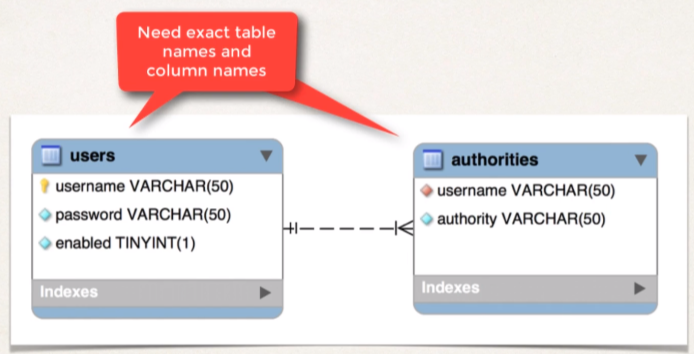 Need exact table
names and
column names
users
username VARCHAR(50)
password VARCHAR(50)
enabled TINYINT(1)
Indexes
authorities
username VARCHAR(50)
authority VARCHAR(50)
Indexes